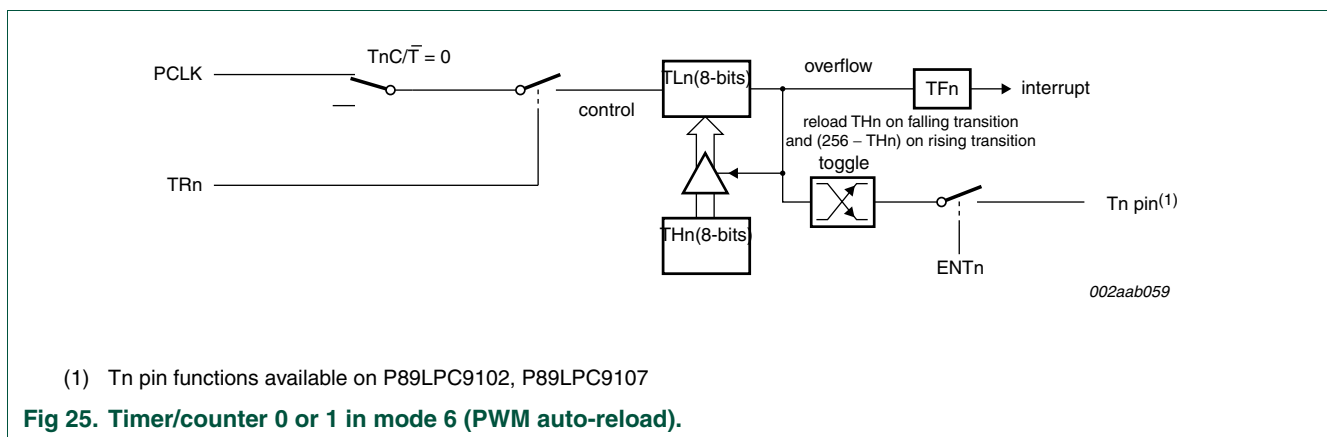 TnC/T̅ = 0
PCLK
TRn
control
TLn(8-bits)
THn(8-bits)
overflow
TFn
interrupt
reload THn on falling transition
and (256 – THn) on rising transition
toggle
Tn pin(1)
ENTn
002aab059
(1) Tn pin functions available on P89LPC9102, P89LPC9107
Fig 25. Timer/counter 0 or 1 in mode 6 (PWM auto-reload).